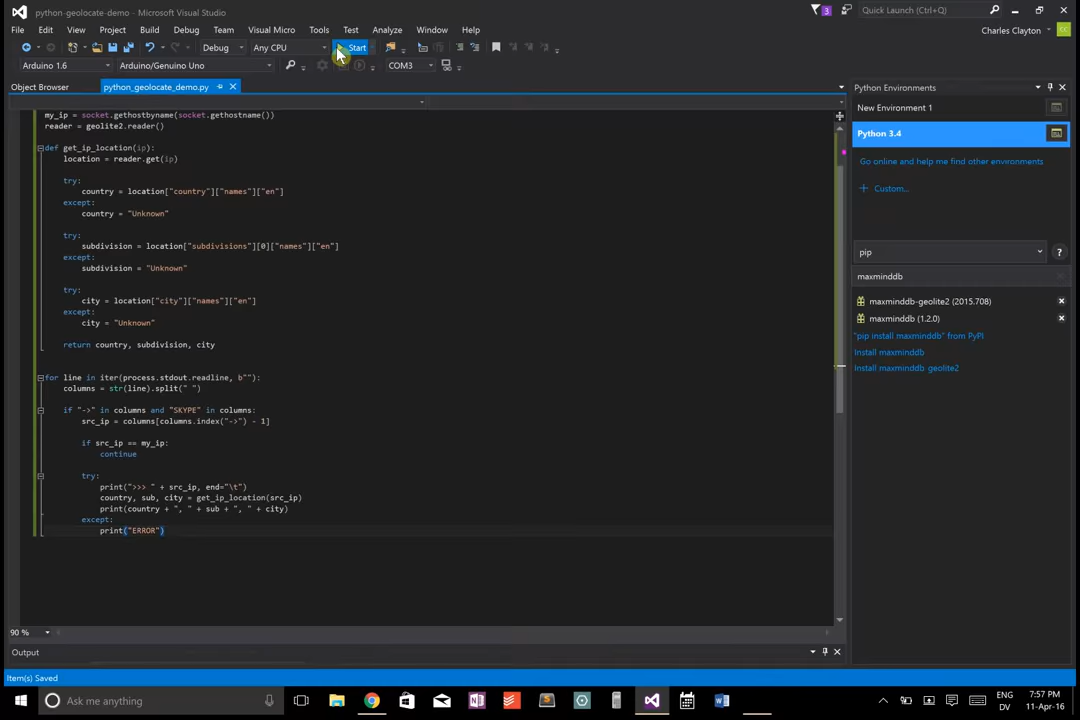 python-geolocate-demo - Microsoft Visual Studio
3
Quick Launch (Ctrl+Q)
File Edit View Project Build Debug Team Visual Micro Tools Test Analyze Window Help
Charles Clayton
CC
Debug Any CPU Start
Arduino 1.6 Arduino/Genuino Uno COM3
Object Browser python_geolocate_demo.py
my_ip = socket.gethostbyname(socket.gethostname())
reader = geolite2.reader()
def get_ip_location(ip):
location = reader.get(ip)
try:
country = location["country"]["names"]["en"]
except:
country = "Unknown"
try:
subdivision = location["subdivisions"][0]["names"]["en"]
except:
subdivision = "Unknown"
try:
city = location["city"]["names"]["en"]
except:
city = "Unknown"
return country, subdivision, city
for line in iter(process.stdout.readline, b""):
columns = str(line).split(" ")
if "->" in columns and "SKYPE" in columns:
src_ip = columns[columns.index("->") - 1]
if src_ip == my_ip:
continue
try:
print(">>> " + src_ip, end="\t")
country, sub, city = get_ip_location(src_ip)
print(country + ", " + sub + ", " + city)
except:
print("ERROR")
90 %
Output
Python Environments
New Environment 1
Python 3.4
Go online and help me find other environments
+ Custom...
pip
?
maxminddb
maxminddb-geolite2 (2015.708)
maxminddb (1.2.0)
"pip install maxminddb" from PyPI
Install maxminddb
Install maxminddb geolite2
Item(s) Saved
Ask me anything
ENG
DV
7:57 PM
11-Apr-16